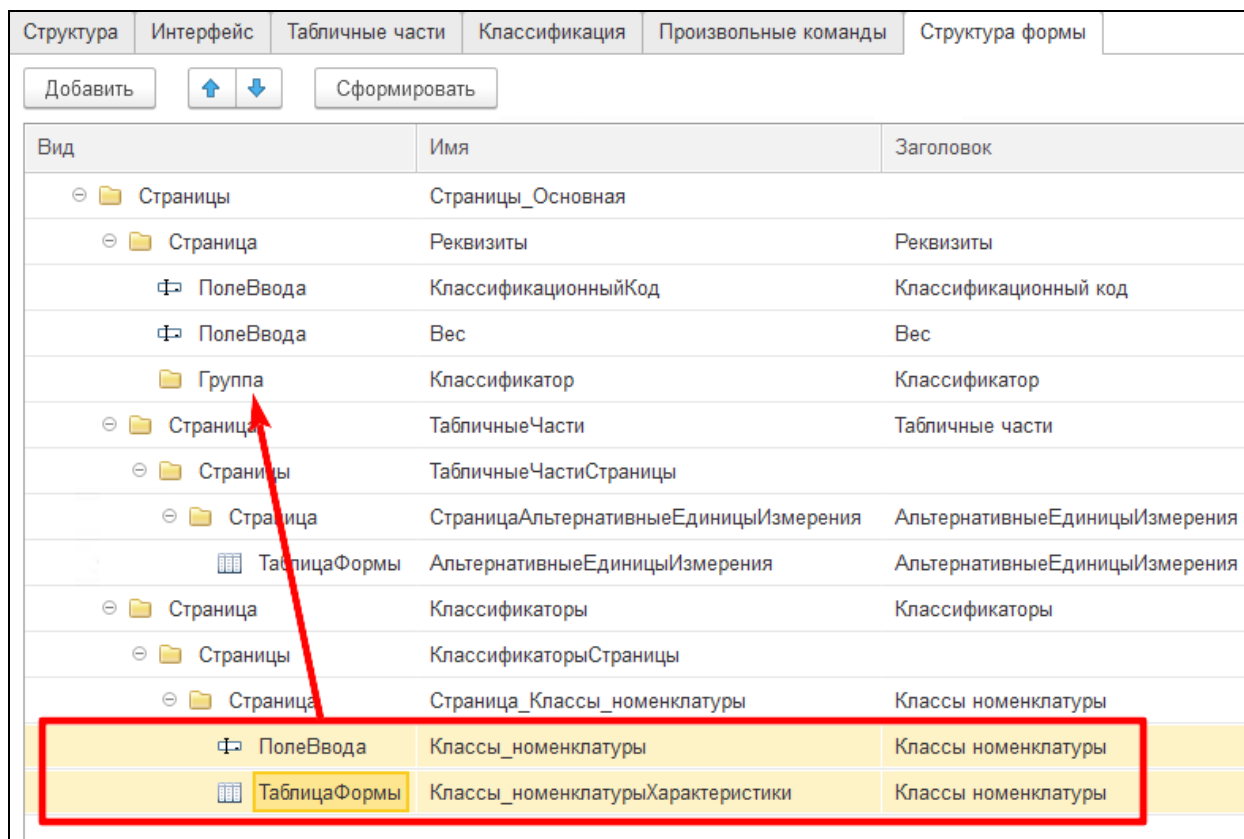 Структура Интерфейс Табличные части Классификация Произвольные команды Структура формы
Добавить Сформировать
Вид Имя Заголовок
Страницы Страницы_Основная
Страница Реквизиты Реквизиты
ПолеВвода КлассификационныйКод Классификационный код
ПолеВвода Вес Вес
Группа Классификатор Классификатор
Страница ТабличныеЧасти Табличные части
Страницы ТабличныеЧастиСтраницы
Страница СтраницаАльтернативныеЕдиницыИзмерения АльтернативныеЕдиницыИзмерения
ТаблицаФормы АльтернативныеЕдиницыИзмерения АльтернативныеЕдиницыИзмерения
Страница Классификаторы Классификаторы
Страницы КлассификаторыСтраницы
Страница Страница_Классы_номенклатуры Классы номенклатуры
ПолеВвода Классы_номенклатуры Классы номенклатуры
ТаблицаФормы Классы_номенклатурыХарактеристики Классы номенклатуры